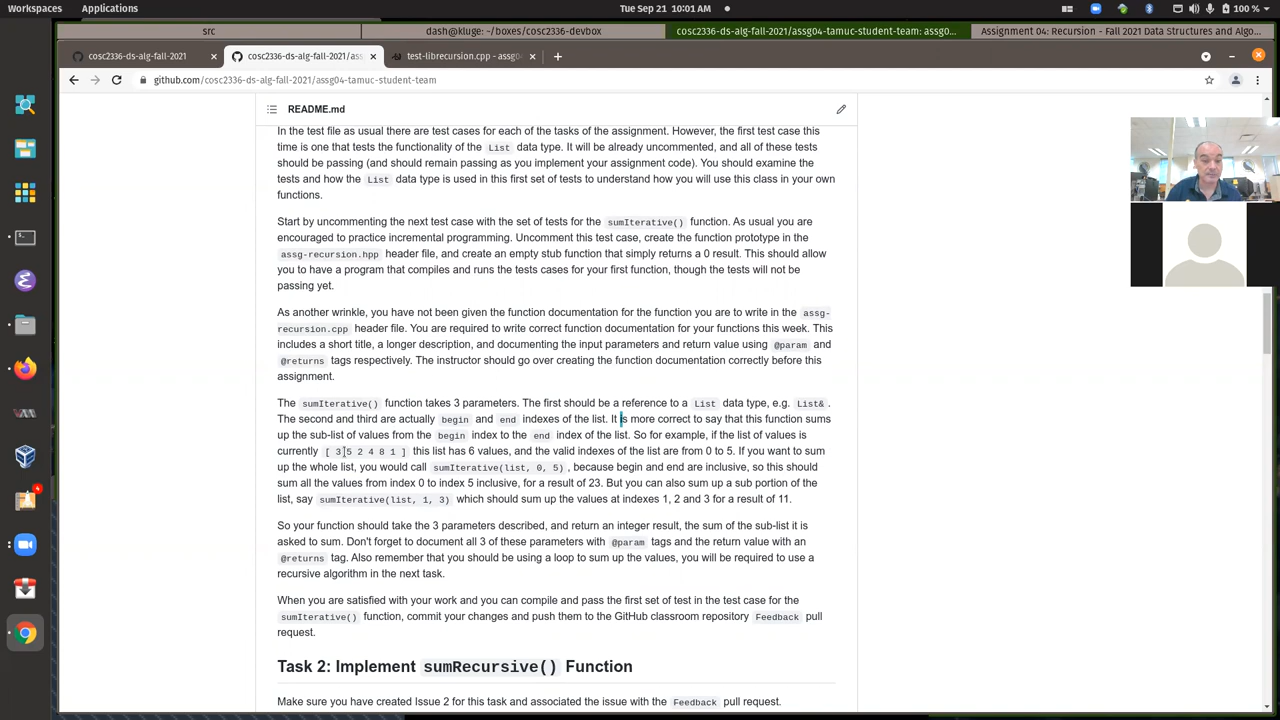 Workspaces Applications Tue Sep 21 10:01 AM 100 %
src dash@kluge: ~/boxes/cosc2336-devbox cosc2336-ds-alg-fall-2021/assg04-tamuc-student-team: assg0... Assignment 04: Recursion - Fall 2021 Data Structures and Algo...
cosc2336-ds-alg-fall-2021 cosc2336-ds-alg-fall-2021/as test-librecursion.cpp - assg0
github.com/cosc2336-ds-alg-fall-2021/assg04-tamuc-student-team
README.md
In the test file as usual there are test cases for each of the tasks of the assignment. However, the first test case this
time is one that tests the functionality of the List data type. It will be already uncommented, and all of these tests
should be passing (and should remain passing as you implement your assignment code). You should examine the
tests and how the List data type is used in this first set of tests to understand how you will use this class in your own
functions.
Start by uncommenting the next test case with the set of tests for the sumIterative() function. As usual you are
encouraged to practice incremental programming. Uncomment this test case, create the function prototype in the
assg-recursion.hpp header file, and create an empty stub function that simply returns a 0 result. This should allow
you to have a program that compiles and runs the tests cases for your first function, though the tests will not be
passing yet.
As another wrinkle, you have not been given the function documentation for the function you are to write in the assg-
recursion.cpp header file. You are required to write correct function documentation for your functions this week. This
includes a short title, a longer description, and documenting the input parameters and return value using @param and
@returns tags respectively. The instructor should go over creating the function documentation correctly before this
assignment.
The sumIterative() function takes 3 parameters. The first should be a reference to a List data type, e.g. List& .
The second and third are actually begin and end indexes of the list. It is more correct to say that this function sums
up the sub-list of values from the begin index to the end index of the list. So for example, if the list of values is
currently [ 3 5 2 4 8 1 ] this list has 6 values, and the valid indexes of the list are from 0 to 5. If you want to sum
up the whole list, you would call sumIterative(list, 0, 5) , because begin and end are inclusive, so this should
sum all the values from index 0 to index 5 inclusive, for a result of 23. But you can also sum up a sub portion of the
list, say sumIterative(list, 1, 3) which should sum up the values at indexes 1, 2 and 3 for a result of 11.
So your function should take the 3 parameters described, and return an integer result, the sum of the sub-list it is
asked to sum. Don't forget to document all 3 of these parameters with @param tags and the return value with an
@returns tag. Also remember that you should be using a loop to sum up the values, you will be required to use a
recursive algorithm in the next task.
When you are satisfied with your work and you can compile and pass the first set of test in the test case for the
sumIterative() function, commit your changes and push them to the GitHub classroom repository Feedback pull
request.
Task 2: Implement sumRecursive() Function
Make sure you have created Issue 2 for this task and associated the issue with the Feedback pull request.